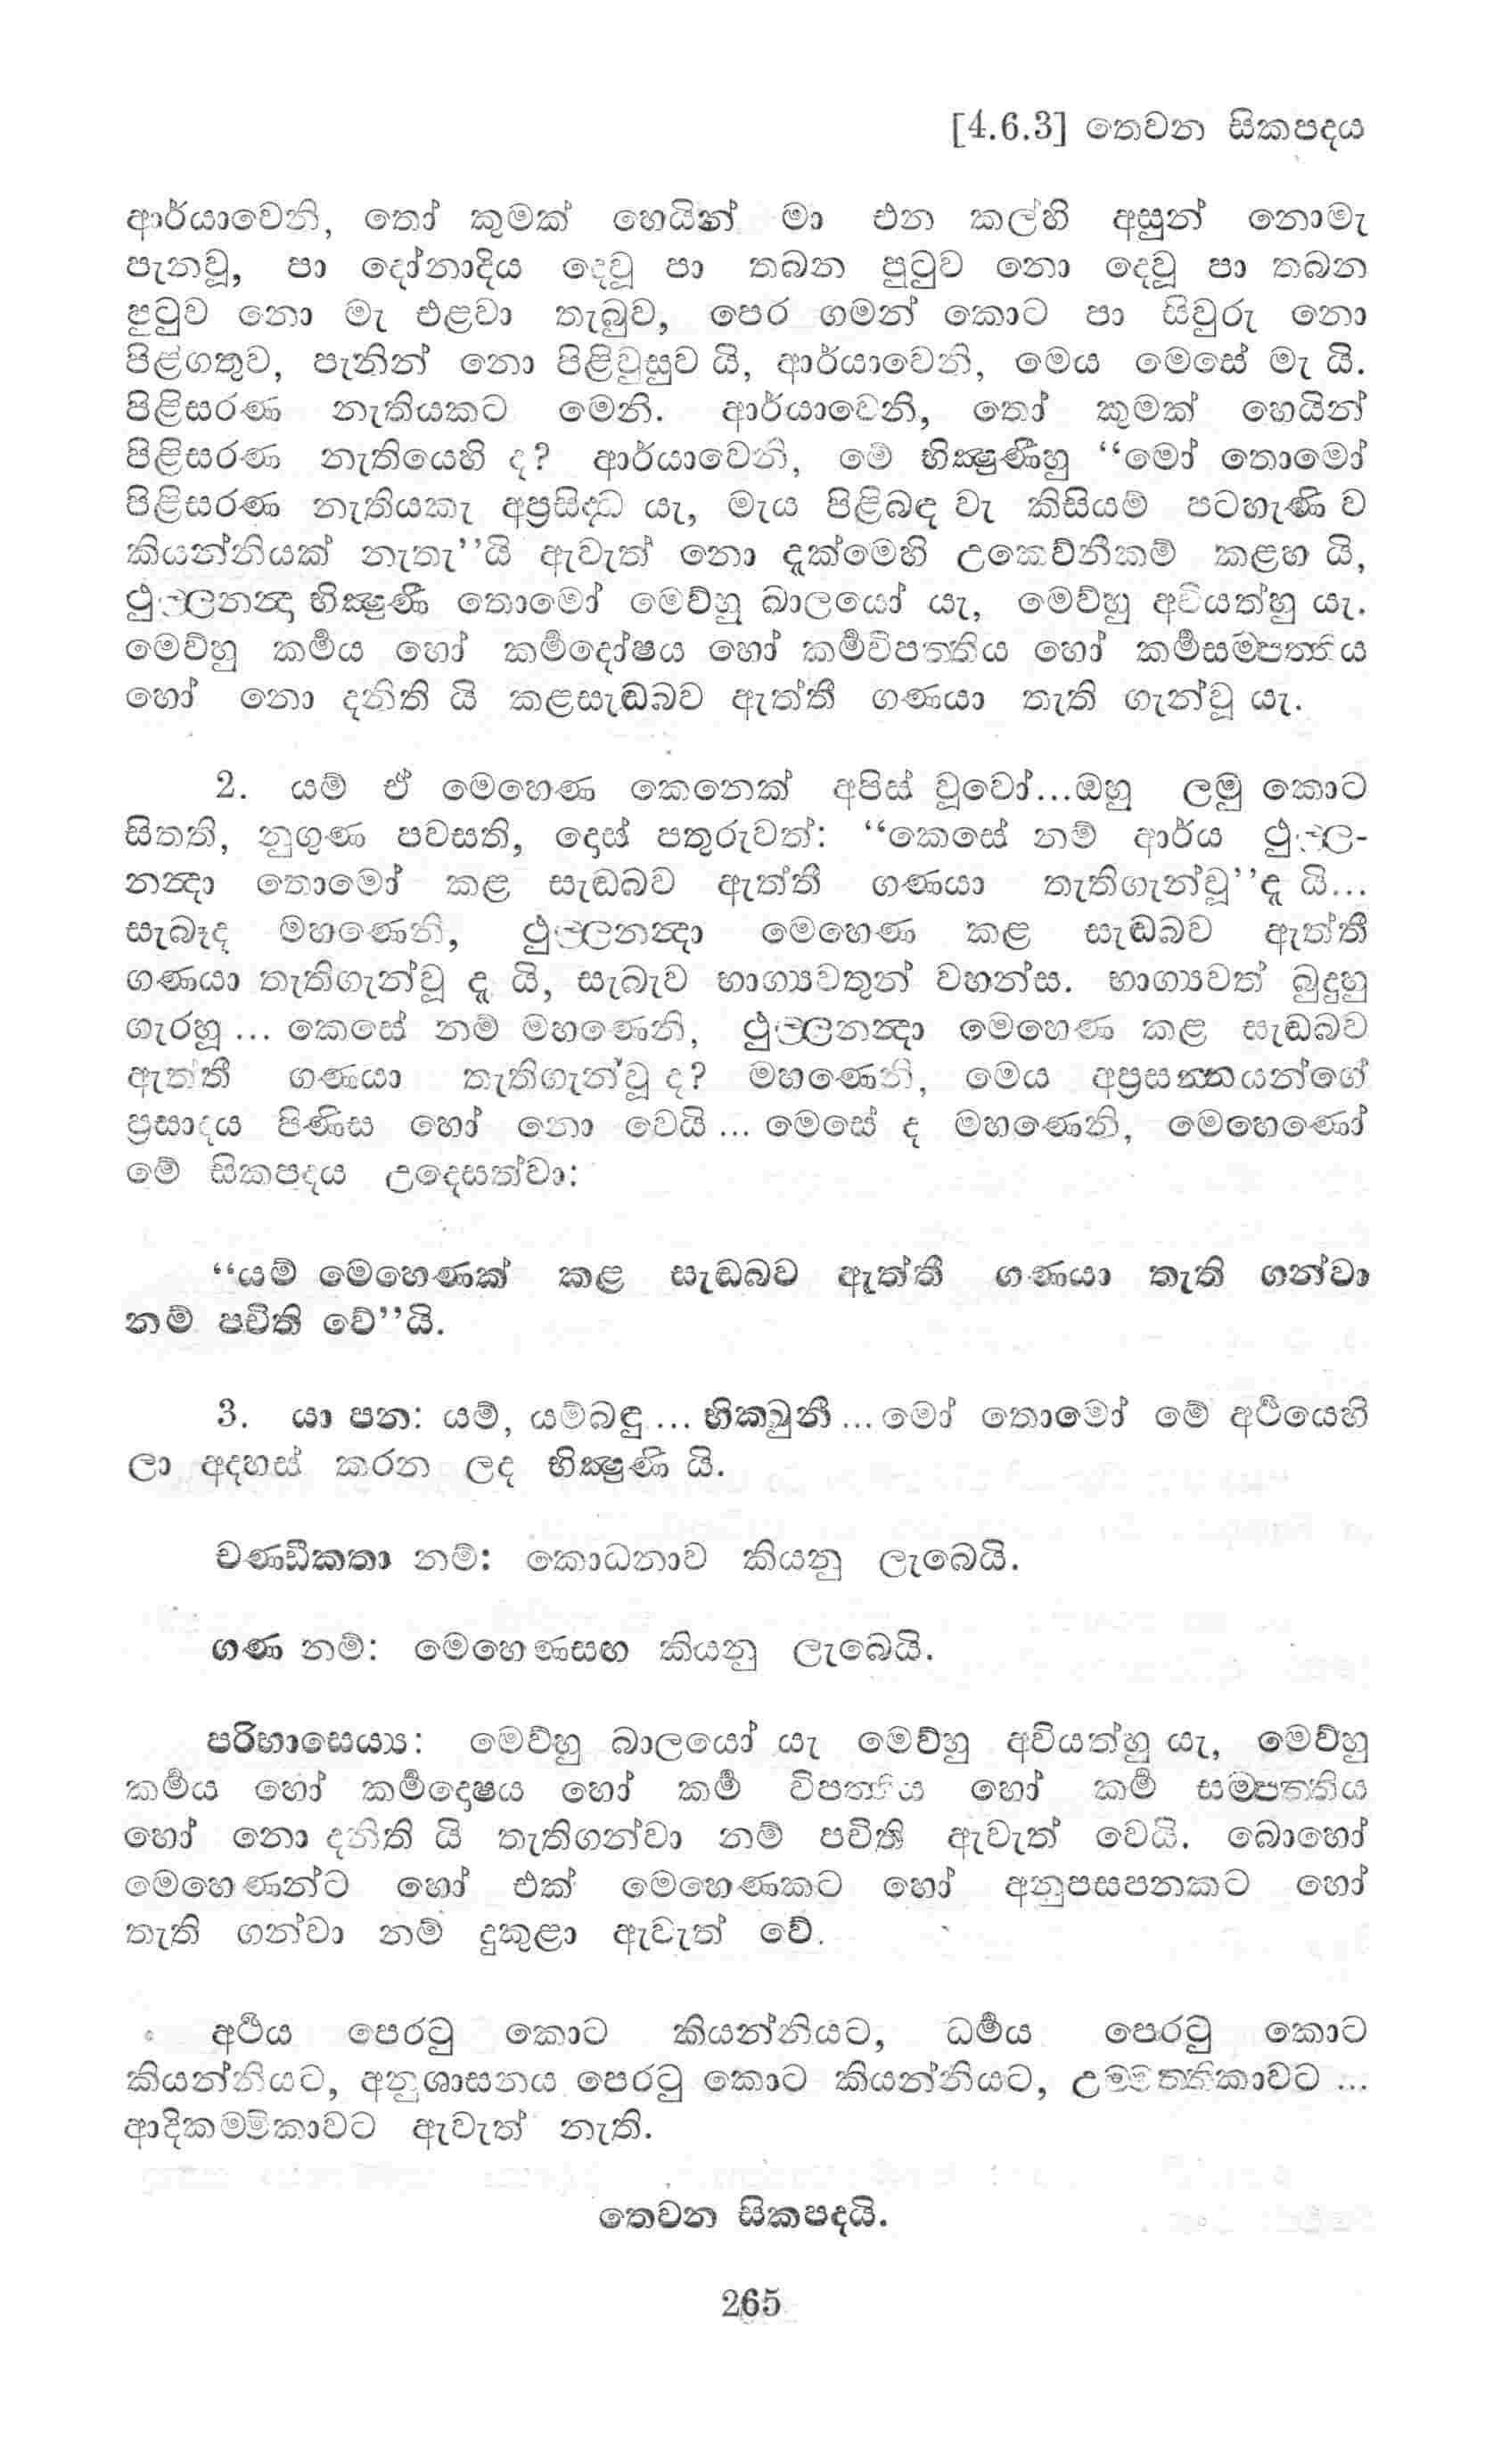 [4.6.3] තෙවන සිකපදය
ආර්යාවෙනි, තෝ කුමක් හෙයින් මා එන කල්හි අසුන් නොමැ
පැනවූ, පා දෝනාදිය දෙවූ පා තබන පුටුව නො දෙවූ පා තබන
පුටුව නො මැ එළවා තැබුව, පෙර ගමන් කොට පා සිවුරු නො
පිළ්ගතුව, පැනින් නො පිළිවුසුව යි, ආර්යාවෙනි, මෙය මෙසේ මැ යි.
පිළිසරණ නැතියකට මෙනි. ආර්යාවෙනි, තෝ කුමක් හෙයින්
පිළිසරණ නැතියෙහි ද? ආර්යාවෙනි, මේ භික්‍ෂුණීහු “මෝ තොමෝ
පිළිසරණ නැතියකැ අප්‍රසිද්ධ යැ, මැය පිළිබඳ වැ කිසියම් පටහැණි ව
කියන්නියක් නැතැ”යි ඇවැත් නො දැක්මෙහි උකෙව්නීකම් කළහ යි,
ථුල්ලනන්‍දා භික්‍ෂුණී තොමෝ මෙව්හු බාලයෝ යැ, මෙව්හු අවියත්හු යැ.
මෙව්හු කර්‍මය හෝ කර්‍මදෝෂය හෝ කර්‍මවිපත්තිය හෝ කර්‍මසම්පත්තිය
හෝ නො දනිති යි කළසැඬබව ඇත්තී ගණයා තැති ගැන්වූ යැ.
2. යම් ඒ මෙහෙණ කෙනෙක් අපිස් වූවෝ...ඔහු ලමු කොට
සිතති, නුගුණ පවසති, දොස් පතුරුවත්: “කෙසේ නම් ආර්ය ථුල්ල-
නන්‍දා තොමෝ කළ සැඬබව ඇත්තී ගණයා තැතිගැන්වූ”දැ යි...
සැබෑද මහණෙනි, ථුල්ලනන්‍දා මෙහෙණ කළ සැඬබව ඇත්තී
ගණයා තැතිගැන්වූ දැ යි, සැබැව භාග්‍යවතුන් වහන්ස. භාග්‍යවත් බුදුහු
ගැරහූ ... කෙසේ නම් මහණෙනි, ථුල්ලනන්‍දා මෙහෙණ කළ සැඬබව
ඇත්තී ගණයා තැතිගැන්වූ ද? මහණෙනි, මෙය අප්‍රසන්නයන්ගේ
ප්‍රසාදය පිණිස හෝ නො වෙයි ... මෙසේ ද මහණෙනි, මෙහෙණෝ
මේ සිකපදය උදෙසත්වා:
“යම් මෙහෙණක් කළ සැඬබව ඇත්තී ගණයා තැති ගන්වා
නම් පචිති වේ”යි.
3. යා පන: යම්, යම්බඳු ... භික්ඛුනී ... මෝ තොමෝ මේ අර්‍ථයෙහි
ලා අදහස් කරන ලද භික්‍ෂුණි යි.
චණ්ඩීකතා නම්: කොධනාව කියනු ලැබෙයි.
ගණ නම්: මෙහෙණසඟ කියනු ලැබෙයි.
පරිභාසෙය්‍ය: මෙව්හු බාලයෝ යැ මෙව්හු අවියත්හු යැ, මෙව්හු
කර්‍මය හෝ කර්‍මදොෂය හෝ කර්‍ම විපත්තිය හෝ කර්‍ම සම්පත්තිය
හෝ නො දනිති යි තැතිගන්වා නම් පචිති ඇවැත් වෙයි. බොහෝ
මෙහෙණන්ට හෝ එක් මෙහෙණකට හෝ අනුපසපනකට හෝ
තැති ගන්වා නම් දුකුළා ඇවැත් වේ.
අර්‍ථය පෙරටු කොට කියන්නියට, ධර්‍මය පෙරටු කොට
කියන්නියට, අනුශාසනය පෙරටු කොට කියන්නියට, උම්මත්තිකාවට ...
ආදිකම්මිකාවට ඇවැත් නැති.
තෙවන සිකපදයි.
265